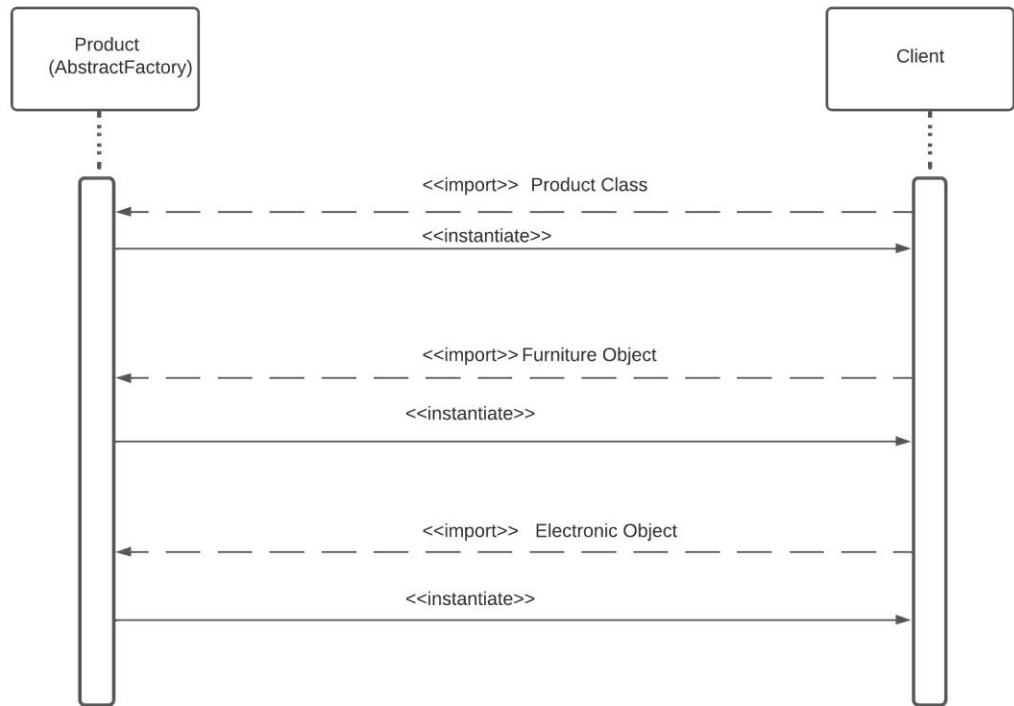 Product
(AbstractFactory)
Client
<<import>> Product Class
<<instantiate>>
<<import>> Furniture Object
<<instantiate>>
<<import>> Electronic Object
<<instantiate>>